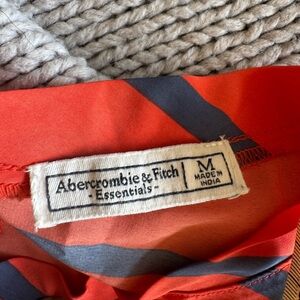 Abercrombie & Fitch
- Essentials -
M
MADE IN
INDIA